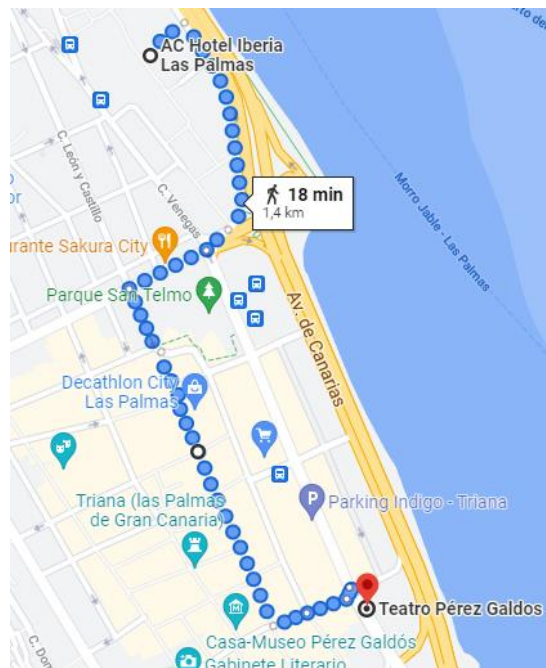 AC Hotel Iberia
Las Palmas
C. León y Castillo
C. Venegas
18 min
1,4 km
Morro Jable - Las Palmas
urante Sakura City
Parque San Telmo
Av. de Canarias
Decathlon City
Las Palmas
Triana (las Palmas
de Gran Canaria)
P
Parking Indigo - Triana
Teatro Pérez Galdos
Casa-Museo Pérez Galdós
Gabinete Literario